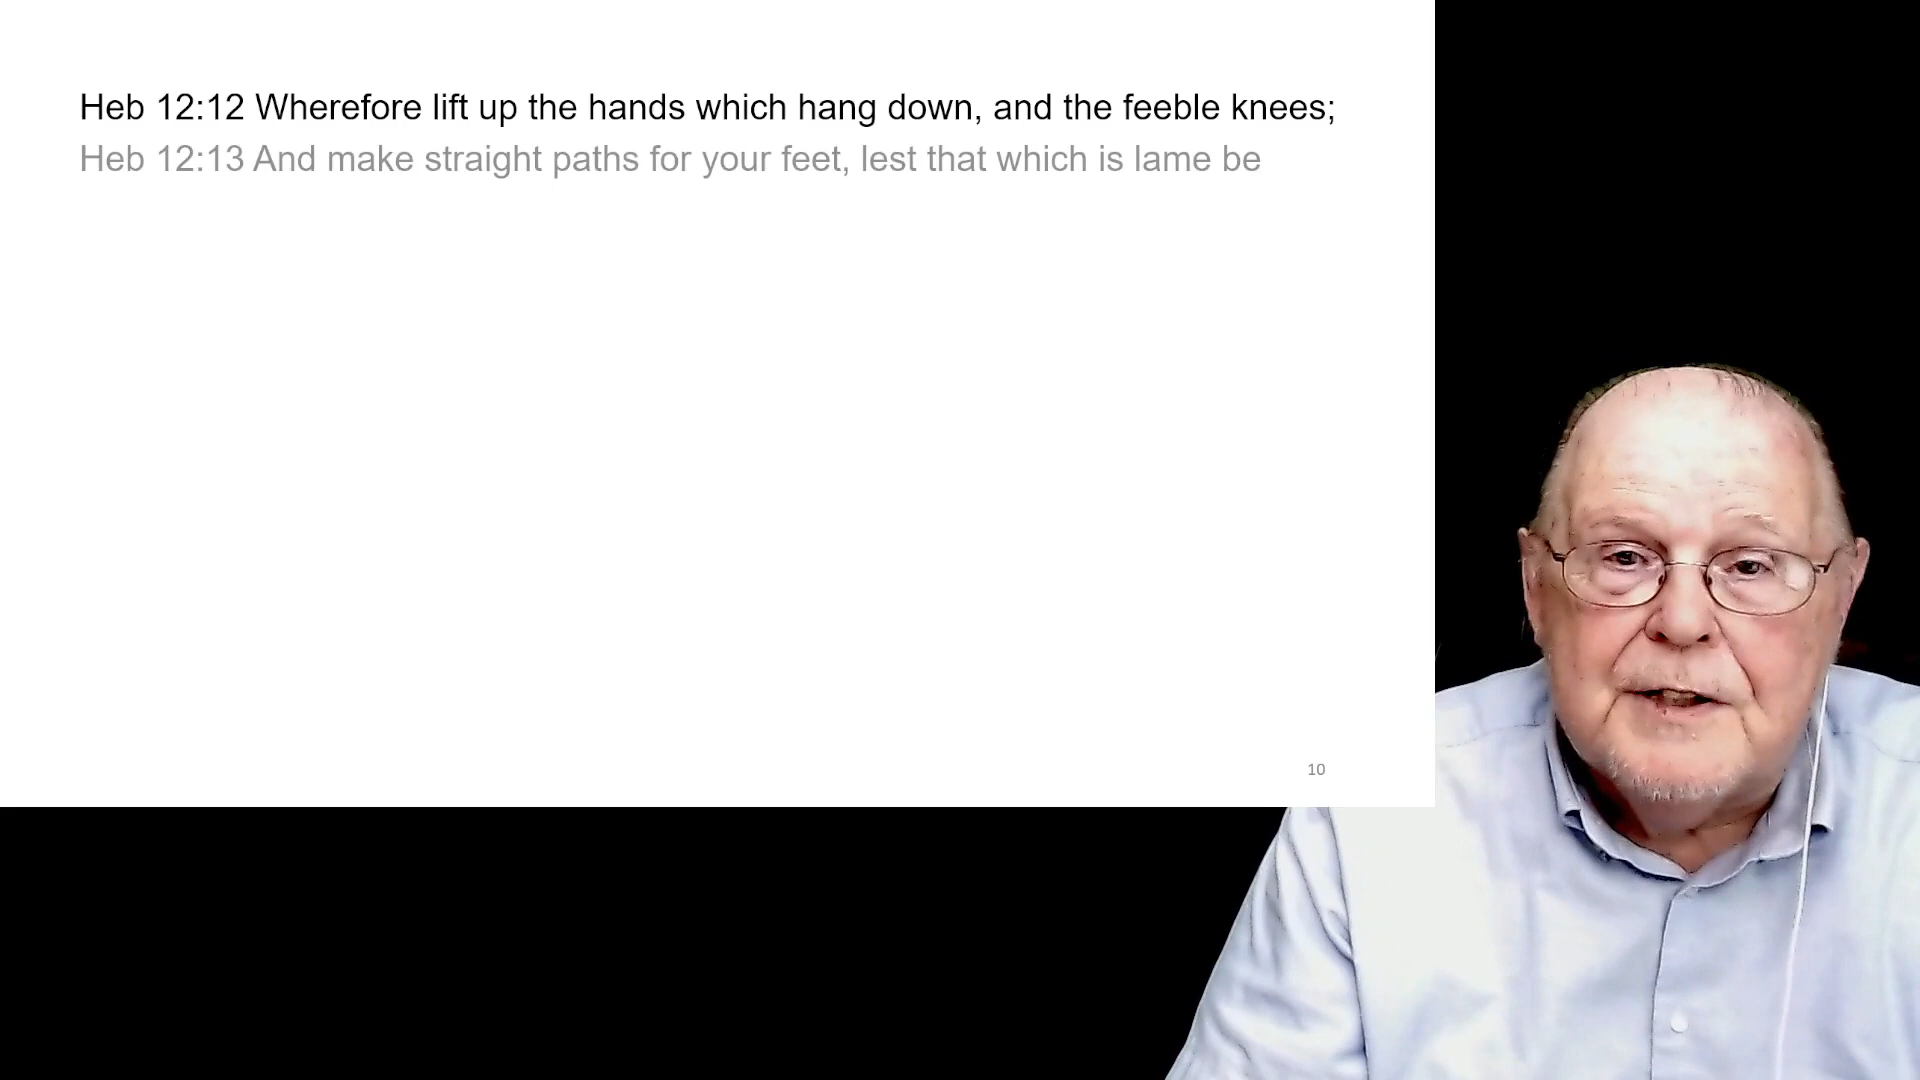 Heb 12:12 Wherefore lift up the hands which hang down, and the feeble knees;
Heb 12:13 And make straight paths for your feet, lest that which is lame be
10